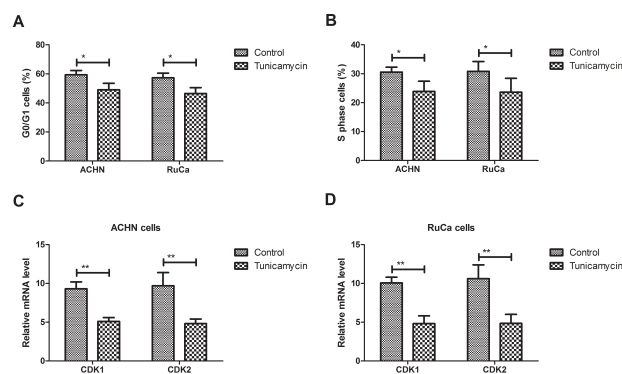 A
G0/G1 cells (%)
80
60
40
20
0
*
*
ACHN
RuCa
Control
Tunicamycin
B
S phase cells (%)
40
30
20
10
0
*
*
ACHN
RuCa
Control
Tunicamycin
C
ACHN cells
Relative mRNA level
15
10
5
0
**
**
CDK1
CDK2
Control
Tunicamycin
D
RuCa cells
Relative mRNA level
15
10
5
0
**
**
CDK1
CDK2
Control
Tunicamycin